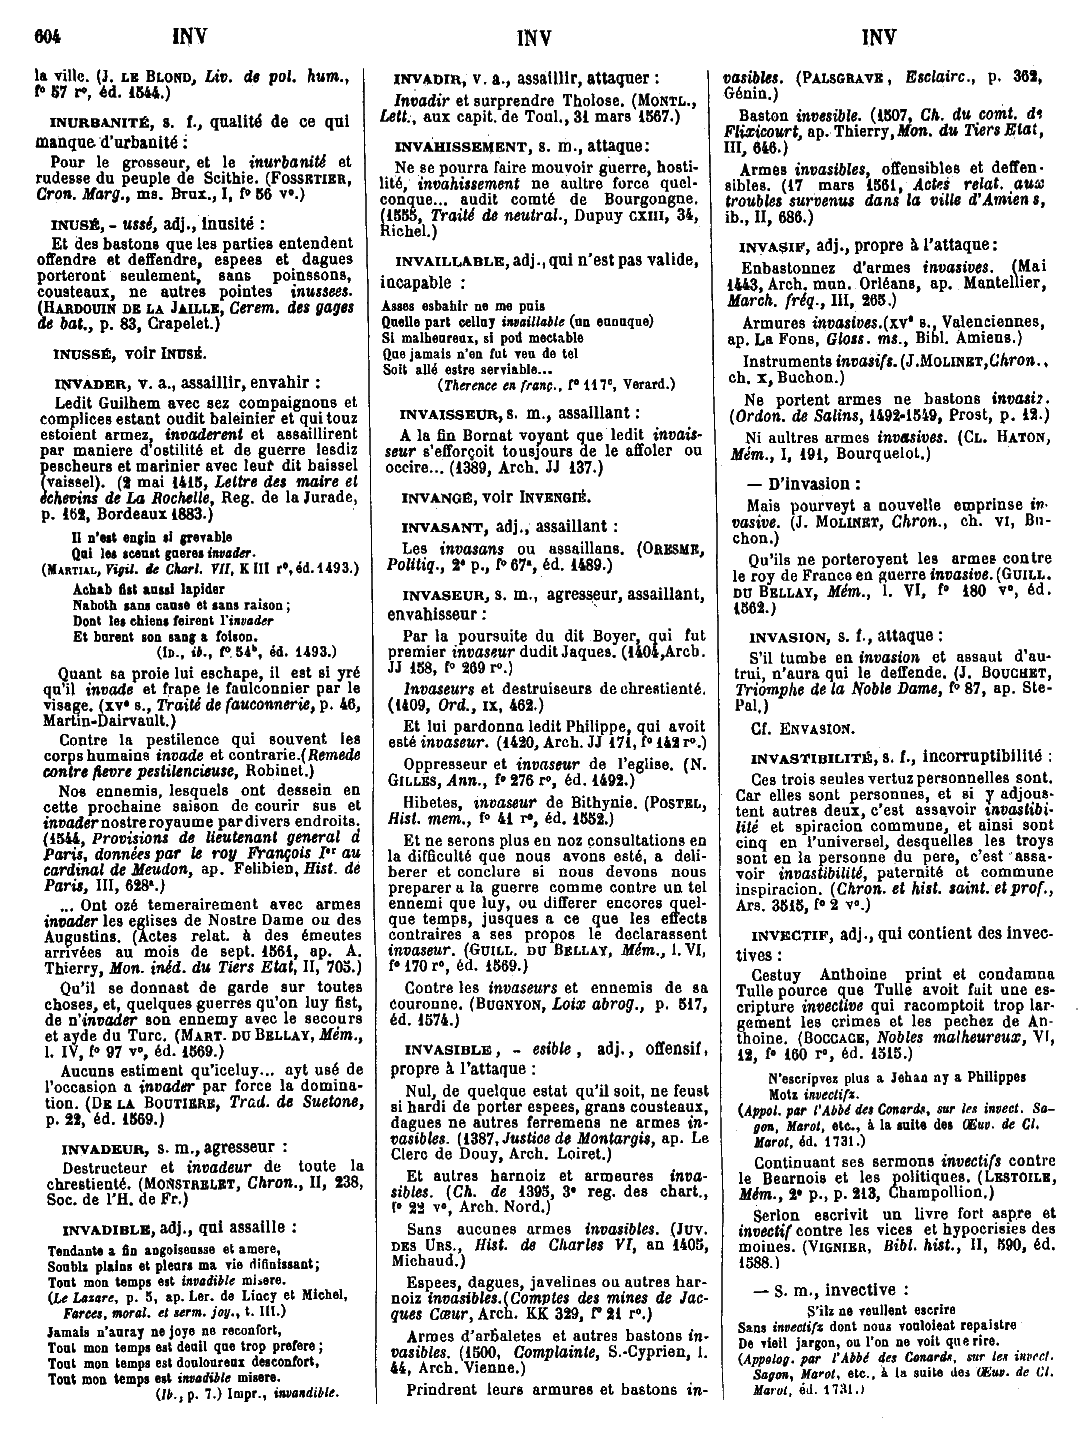 604 INV INV INV
la ville. (J. LE BLOND, Liv. de pol. hum.,
f° 57 r°, éd. 1544.)
INURBANITÉ, s. f., qualité de ce qui
manque d'urbanité :
Pour le grosseur, et le inurbanité et
rudesse du peuple de Scithie. (FOSSETIER,
Cron. Marg., ms. Brux., I, f° 56 v°.)
INUSÉ, - ussé, adj., inusité :
Et des bastons que les parties entendent
offendre et deffendre, espees et dagues
porteront seulement, sans poinssons,
cousteaux, ne autres pointes inussees.
(HARDOUIN DE LA JAILLE, Cerem. des gages
de bat., p. 83, Crapelet.)
INUSSÉ, voir INUSÉ.
INVADER, v. a., assaillir, envahir :
Ledit Guilhem avec sez compaignons et
complices estant oudit baleinier et qui touz
estoient armez, invaderent et assaillirent
par maniere d'ostilité et de guerre lesdiz
pescheurs et marinier avec leur dit baissel
(vaissel). (2 mai 1415, Lettre des maire et
échevins de La Rochelle, Reg. de la Jurade,
p. 162, Bordeaux 1883.)
Il n'est engin si grevable
Qui les sceust gueres invader.
(MARTIAL, Vigil. de Charl. VII, K III r°, éd. 1493.)
Achab fist aussi lapider
Naboth sans cause et sans raison ;
Dont les chiens feirent l'invader
Et burent son sang a foison.
(ID., ib., f° 54ᵇ, éd. 1493.)
Quant sa proie lui eschape, il est si yré
qu'il invade et frape le faulconnier par le
visage. (XVᵉ s., Traité de fauconnerie, p. 46,
Martin-Dairvault.)
Contre la pestilence qui souvent les
corps humains invade et contrarie. (Remede
contre fievre pestilencieuse, Robinet.)
Nos ennemis, lesquels ont dessein en
cette prochaine saison de courir sus et
invader nostre royaume par divers endroits.
(1544, Provisions de lieutenant general à
Paris, données par le roy François Iᵉʳ au
cardinal de Meudon, ap. Felibien, Hist. de
Paris, III, 628ᵃ.)
... Ont ozé temerairement avec armes
invader les eglises de Nostre Dame ou des
Augustins. (Actes relat. à des émeutes
arrivées au mois de sept. 1561, ap. A.
Thierry, Mon. inéd. du Tiers Etat, II, 705.)
Qu'il se donnast de garde sur toutes
choses, et, quelques guerres qu'on luy fist,
de n'invader son ennemy avec le secours
et ayde du Turc. (MART. DU BELLAY, Mém.,
l. IV, f° 97 v°, éd. 1569.)
Aucuns estiment qu'iceluy... ayt usé de
l'occasion a invader par force la domina-
tion. (DE LA BOUTIERE, Trad. de Suetone,
p. 22, éd. 1569.)
INVADEUR, s. m., agresseur :
Destructeur et invadeur de toute la
chrestienté. (MONSTRELET, Chron., II, 238,
Soc. de l'H. de Fr.)
INVADIBLE, adj., qui assaille :
Tendante a fin angoisseusse et amere,
Soubiz plains et pleurs ma vie difinissant;
Tout mon temps est invadible misere.
(Le Lazare, p. 5, ap. Ler. de Lincy et Michel,
Farces, moral. et serm. joy., t. III.)
Jamais n'auray ne joye ne reconfort,
Tout mon temps est deuil que trop prefere ;
Tout mon temps est douloureux desconfort,
Tout mon temps est invadible misere.
(Ib., p. 7.) Impr., invandible.
INVADIR, v. a., assaillir, attaquer :
Invadir et surprendre Tholose. (MONTL.,
Lett., aux capit. de Toul., 31 mars 1567.)
INVAHISSEMENT, s. m., attaque:
Ne se pourra faire mouvoir guerre, hosti-
lité, invahissement ne aultre force quel-
conque... audit comté de Bourgongne.
(1555, Traité de neutral., Dupuy CXIII, 34,
Richel.)
INVAILLABLE, adj., qui n'est pas valide,
incapable :
Asses esbahir ne me puis
Quelle part celluy invaillable (un eunuque)
Si malheureux, si pod mectable
Que jamais n'en fut veu de tel
Soit allé estre serviable...
(Therence en franç., f° 117ᶜ, Verard.)
INVAISSEUR, s. m., assaillant :
A la fin Bornat voyant que ledit invais-
seur s'efforçoit tousjours de le affoler ou
occire... (1389, Arch. JJ 137.)
INVANGÉ, voir INVENGIÉ.
INVASANT, adj., assaillant :
Les invasans ou assaillans. (ORESME,
Politiq., 2ᵉ p., f° 67ᵃ, éd. 1489.)
INVASEUR, s. m., agresseur, assaillant,
envahisseur :
Par la poursuite du dit Boyer, qui fut
premier invaseur dudit Jaques. (1404, Arch.
JJ 158, f° 269 r°.)
Invaseurs et destruiseurs de chrestienté.
(1409, Ord., IX, 462.)
Et lui pardonna ledit Philippe, qui avoit
esté invaseur. (1420, Arch. JJ 171, f° 142 r°.)
Oppresseur et invaseur de l'eglise. (N.
GILLES, Ann., f° 276 r°, éd. 1492.)
Hibetes, invaseur de Bithynie. (POSTEL,
Hist. mem., f° 41 r°, éd. 1552.)
Et ne serons plus en noz consultations en
la difficulté que nous avons esté, a deli-
berer et conclure si nous devons nous
preparer a la guerre comme contre un tel
ennemi que luy, ou differer encores quel-
que temps, jusques a ce que les effects
contraires a ses propos le declarassent
invaseur. (GUILL. DU BELLAY, Mém., l. VI,
f° 170 r°, éd. 1569.)
Contre les invaseurs et ennemis de sa
couronne. (BUGNYON, Loix abrog., p. 517,
éd. 1574.)
INVASIBLE, - esible, adj., offensif,
propre à l'attaque :
Nul, de quelque estat qu'il soit, ne feust
si hardi de porter espees, grans cousteaux,
dagues ne autres ferremens ne armes in-
vasibles. (1387, Justice de Montargis, ap. Le
Clerc de Douy, Arch. Loiret.)
Et autres harnoiz et armeures inva-
sibles. (Ch. de 1395, 3ᵉ reg. des chart.,
f° 22 v°, Arch. Nord.)
Sans aucunes armes invasibles. (JUV.
DES URS., Hist. de Charles VI, an 1405,
Michaud.)
Espees, dagues, javelines ou autres har-
noiz invasibles. (Comptes des mines de Jac-
ques Cœur, Arch. KK 329, f° 21 r°.)
Armes d'arbaletes et autres bastons in-
vasibles. (1500, Complainte, S.-Cyprien, l.
44, Arch. Vienne.)
Prindrent leurs armures et bastons in-
vasibles. (PALSGRAVE, Esclairc., p. 362,
Génin.)
Baston invesible. (1507, Ch. du comt. de
Flixicourt, ap. Thierry, Mon. du Tiers Etat,
III, 646.)
Armes invasibles, offensibles et deffen-
sibles. (17 mars 1561, Actes relat. aux
troubles survenus dans la ville d'Amiens,
ib., II, 686.)
INVASIF, adj., propre à l'attaque:
Enbastonnez d'armes invasives. (Mai
1443, Arch. mun. Orléans, ap. Mantellier,
March. fréq., III, 265.)
Armures invasives. (XVᵉ s., Valenciennes,
ap. La Fons, Gloss. ms., Bibl. Amiens.)
Instruments invasifs. (J. MOLINET, Chron.,
ch. X, Buchon.)
Ne portent armes ne bastons invasiz.
(Ordon. de Salins, 1492-1549, Prost, p. 12.)
Ni aultres armes invasives. (CL. HATON,
Mém., I, 191, Bourquelot.)
— D'invasion :
Mais pourveyt a nouvelle emprinse in-
vasive. (J. MOLINET, Chron., ch. VI, Bu-
chon.)
Qu'ils ne porteroyent les armes contre
le roy de France en guerre invasive. (GUILL.
DU BELLAY, Mém., l. VI, f° 180 v°, éd.
1562.)
INVASION, s. f., attaque :
S'il tumbe en invasion et assaut d'au-
trui, n'aura qui le deffende. (J. BOUCHET,
Triomphe de la Noble Dame, f° 87, ap. Ste-
Pal.)
Cf. ENVASION.
INVASTIBILITÉ, s. f., incorruptibilité :
Ces trois seules vertuz personnelles sont.
Car elles sont personnes, et si y adjous-
tent autres deux, c'est assavoir invastibi-
lité et spiracion commune, et ainsi sont
cinq en l'universel, desquelles les troys
sont en la personne du pere, c'est assa-
voir invastibilité, paternité et commune
inspiracion. (Chron. et hist. saint. et prof.,
Ars. 3515, f° 2 v°.)
INVECTIF, adj., qui contient des invec-
tives :
Cestuy Anthoine print et condamna
Tulle pource que Tulle avoit fait une es-
cripture invective qui racomptoit trop lar-
gement les crimes et les pechez de An-
thoine. (BOCCACE, Nobles malheureux, VI,
12, f° 160 r°, éd. 1515.)
N'escripvez plus a Jehan ny a Philippes
Motz invectifz.
(Appol. par l'Abbé des Conards, sur les invect. Sa-
gon, Marot, etc., à la suite des Œuv. de Cl.
Marot, éd. 1731.)
Continuant ses sermons invectifs contre
le Bearnois et les politiques. (LESTOILE,
Mém., 2ᵉ p., p. 213, Champollion.)
Serlon escrivit un livre fort aspre et
invectif contre les vices et hypocrisies des
moines. (VIGNIER, Bibl. hist., II, 590, éd.
1588.)
— S. m., invective :
S'ilz ne veullent escrire
Sans invectifz dont nous vouloient repaistre
De vieil jargon, ou l'on ne voit que rire.
(Appolog. par l'Abbé des Conards, sur les invect.
Sagon, Marot, etc., à la suite des Œuv. de Cl.
Marot, éd. 1731.)